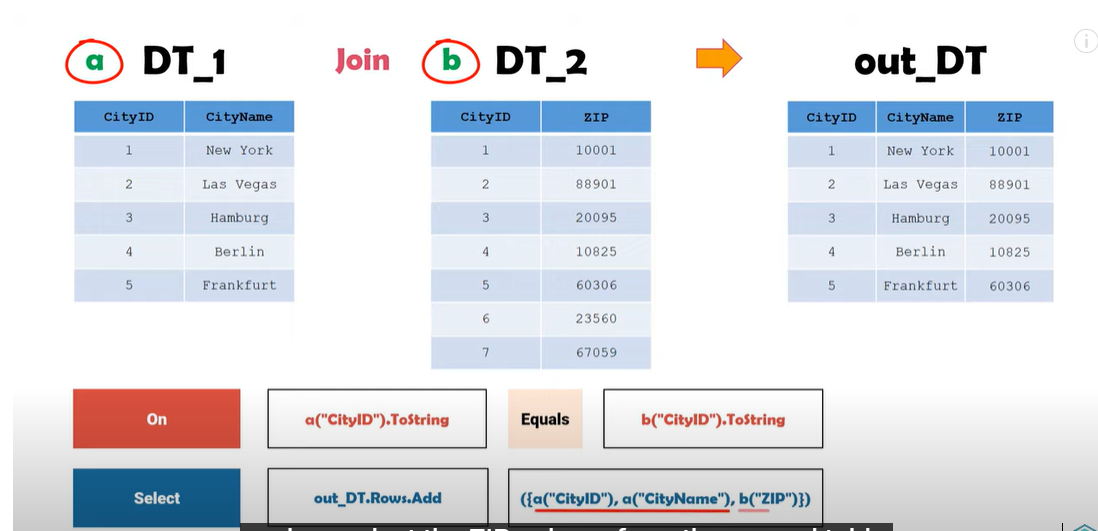 a DT_1 Join b DT_2 out_DT
CityID CityName CityID ZIP CityID CityName ZIP
1 New York 1 10001 1 New York 10001
2 Las Vegas 2 88901 2 Las Vegas 88901
3 Hamburg 3 20095 3 Hamburg 20095
4 Berlin 4 10825 4 Berlin 10825
5 Frankfurt 5 60306 5 Frankfurt 60306
6 23560
7 67059
On a("CityID").ToString Equals b("CityID").ToString
Select out_DT.Rows.Add ({a("CityID"), a("CityName"), b("ZIP")})